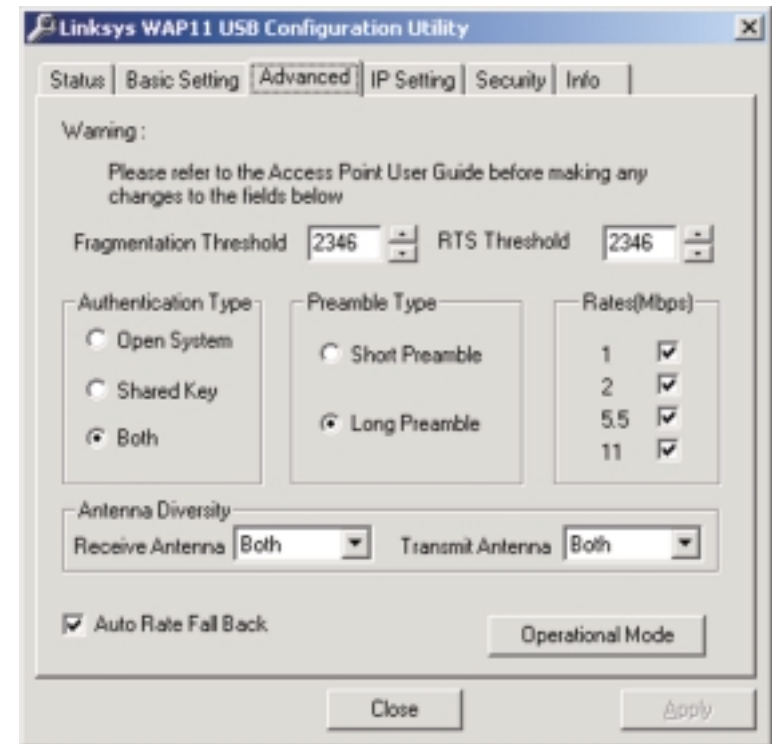 Linksys WAP11 USB Configuration Utility
Status Basic Setting Advanced IP Setting Security Info
Warning :
Please refer to the Access Point User Guide before making any
changes to the fields below
Fragmentation Threshold 2346 RTS Threshold 2346
Authentication Type Preamble Type Rates(Mbps)
Open System
Short Preamble
1
Shared Key
2
Long Preamble
5.5
Both
11
Antenna Diversity
Receive Antenna Both Transmit Antenna Both
Auto Rate Fall Back
Operational Mode
Close Apply